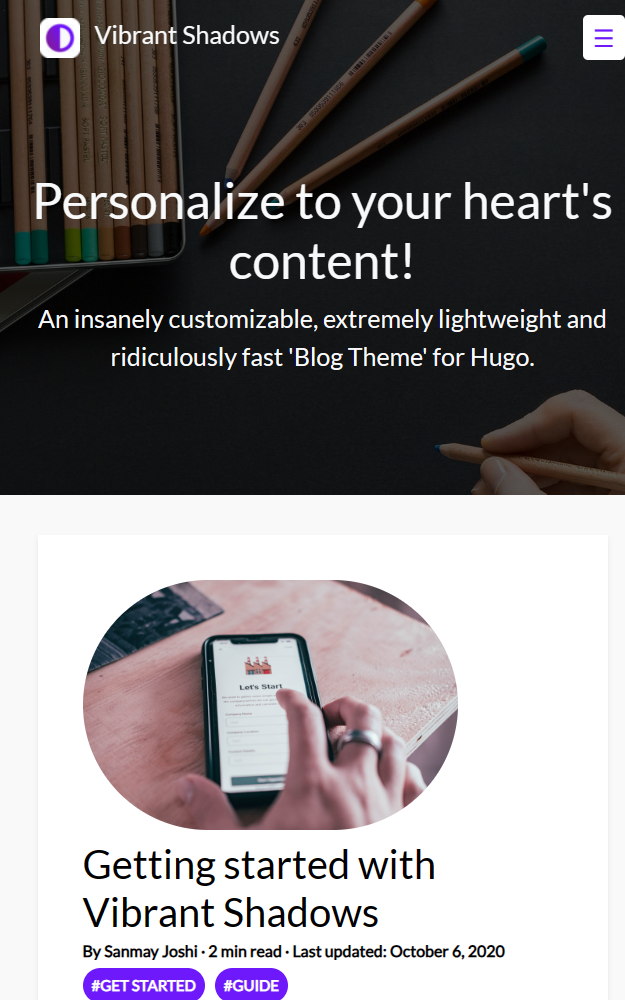 Vibrant Shadows
Personalize to your heart's
content!
An insanely customizable, extremely lightweight and
ridiculously fast 'Blog Theme' for Hugo.
Let's Start
Getting started with
Vibrant Shadows
By Sanmay Joshi · 2 min read · Last updated: October 6, 2020
#GET STARTED #GUIDE